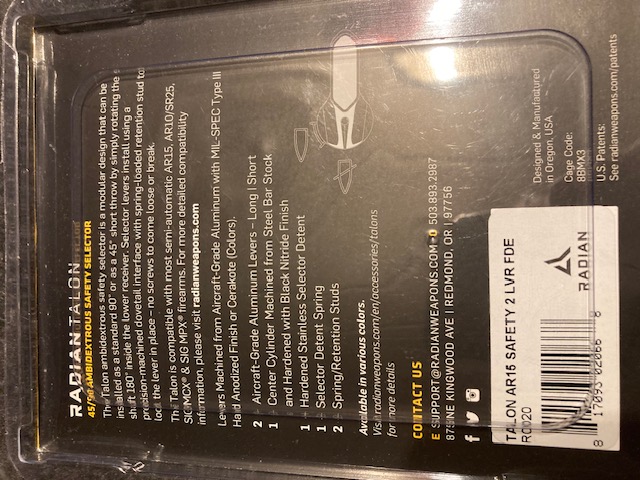 RADIAN TALON
45/90 AMBIDEXTROUS SAFETY SELECTOR
The Talon ambidextrous safety selector is a modular design that can be
installed as a standard 90° or as a 45° short throw by simply rotating the
shaft 180° inside the lower receiver. Selector levers install using a
precision-machined dovetail interface with spring-loaded retention stud to
lock the lever in place – no screws to come loose or break.
The Talon is compatible with most semi-automatic AR15, AR10/SR25,
SIG MCX® & SIG MPX® firearms. For more detailed compatibility
information, please visit radianweapons.com
Levers Machined from Aircraft-Grade Aluminum with MIL-SPEC Type III
Hard Anodized Finish or Cerakote (Colors).
2 Aircraft-Grade Aluminum Levers – Long | Short
1 Center Cylinder Machined from Steel Bar Stock
and Hardened with Black Nitride Finish
1 Hardened Stainless Selector Detent
1 Selector Detent Spring
2 Spring/Retention Studs
Available in various colors.
Visit radianweapons.com/en/accessories/talons
for more details
CONTACT US
E SUPPORT@RADIANWEAPONS.COM O 503.893.2987
875 NE KINGWOOD AVE | REDMOND, OR | 97756
Designed & Manufactured
in Oregon, USA
Cage Code:
8BMX3
U.S. Patents:
See radianweapons.com/patents
TALON AR15 SAFETY 2 LVR FDE
R0020
RADIAN
8 17093 02066 8